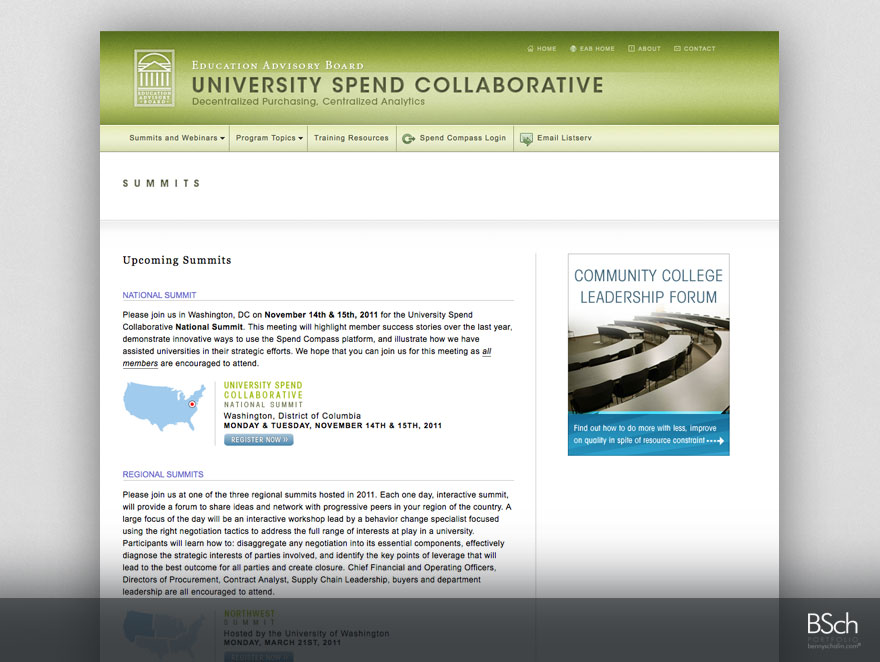 HOME EAB HOME ABOUT CONTACT
EDUCATION ADVISORY BOARD
EDUCATION ADVISORY BOARD
UNIVERSITY SPEND COLLABORATIVE
Decentralized Purchasing, Centralized Analytics
Summits and Webinars Program Topics Training Resources Spend Compass Login Email Listserv
SUMMITS
Upcoming Summits
NATIONAL SUMMIT
Please join us in Washington, DC on November 14th & 15th, 2011 for the University Spend
Collaborative National Summit. This meeting will highlight member success stories over the last year,
demonstrate innovative ways to use the Spend Compass platform, and illustrate how we have
assisted universities in their strategic efforts. We hope that you can join us for this meeting as all
members are encouraged to attend.
UNIVERSITY SPEND
COLLABORATIVE
NATIONAL SUMMIT
Washington, District of Columbia
MONDAY & TUESDAY, NOVEMBER 14TH & 15TH, 2011
REGISTER NOW »
REGIONAL SUMMITS
Please join us at one of the three regional summits hosted in 2011. Each one day, interactive summit,
will provide a forum to share ideas and network with progressive peers in your region of the country. A
large focus of the day will be an interactive workshop lead by a behavior change specialist focused
using the right negotiation tactics to address the full range of interests at play in a university.
Participants will learn how to: disaggregate any negotiation into its essential components, effectively
diagnose the strategic interests of parties involved, and identify the key points of leverage that will
lead to the best outcome for all parties and create closure. Chief Financial and Operating Officers,
Directors of Procurement, Contract Analyst, Supply Chain Leadership, buyers and department
leadership are all encouraged to attend.
NORTHWEST
SUMMIT
Hosted by the University of Washington
MONDAY, MARCH 21ST, 2011
REGISTER NOW »
COMMUNITY COLLEGE
LEADERSHIP FORUM
Find out how to do more with less, improve
on quality in spite of resource constraint
BSch
PORTFOLIO
bennyschalin.com